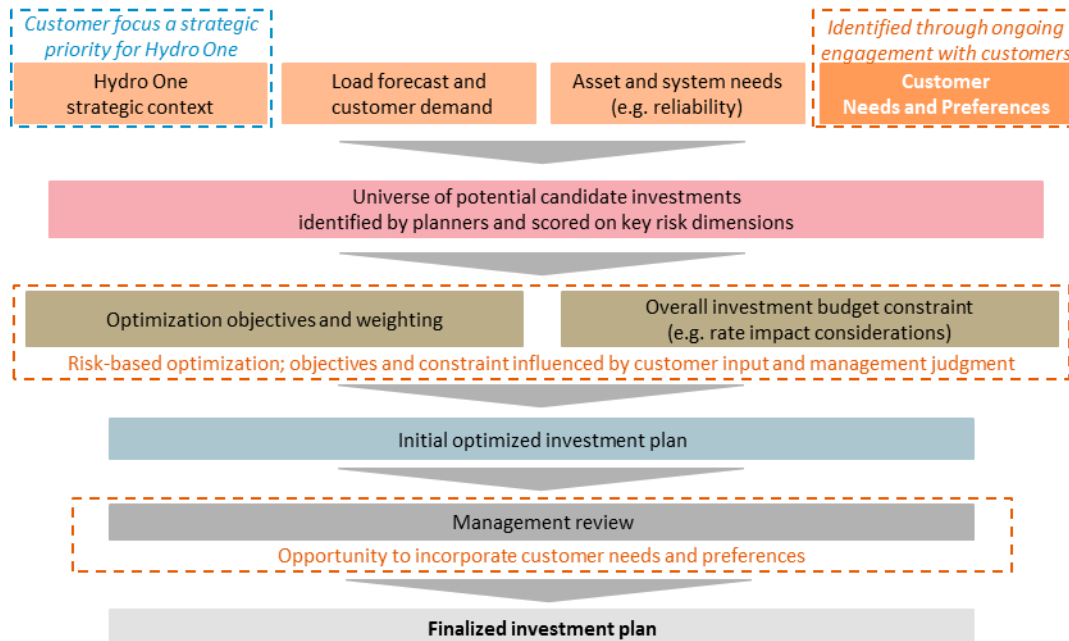 Customer focus a strategic
priority for Hydro One
Identified through ongoing
engagement with customers
Hydro One
strategic context
Load forecast and
customer demand
Asset and system needs
(e.g. reliability)
Customer
Needs and Preferences
Universe of potential candidate investments
identified by planners and scored on key risk dimensions
Optimization objectives and weighting
Overall investment budget constraint
(e.g. rate impact considerations)
Risk-based optimization; objectives and constraint influenced by customer input and management judgment
Initial optimized investment plan
Management review
Opportunity to incorporate customer needs and preferences
Finalized investment plan